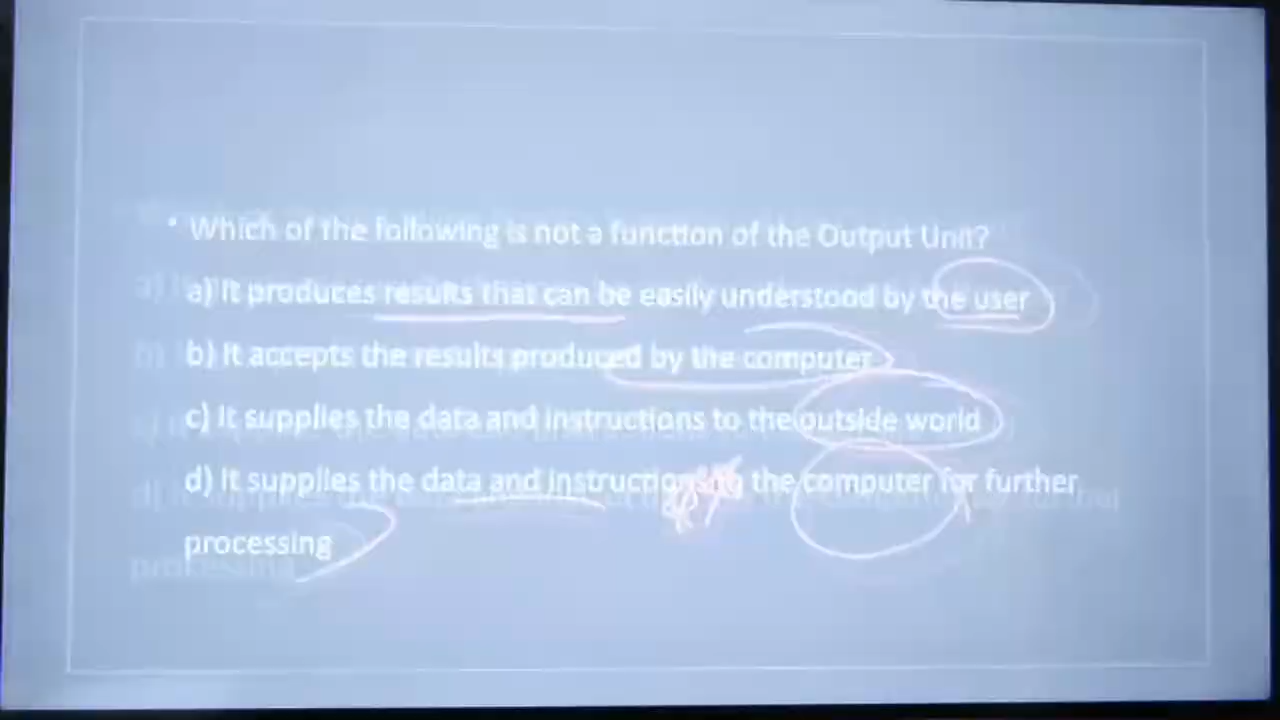 • Which of the following is not a function of the Output Unit?
a) It produces results that can be easily understood by the user
b) It accepts the results produced by the computer
c) It supplies the data and instructions to the outside world
d) It supplies the data and instructions to the computer for further
processing